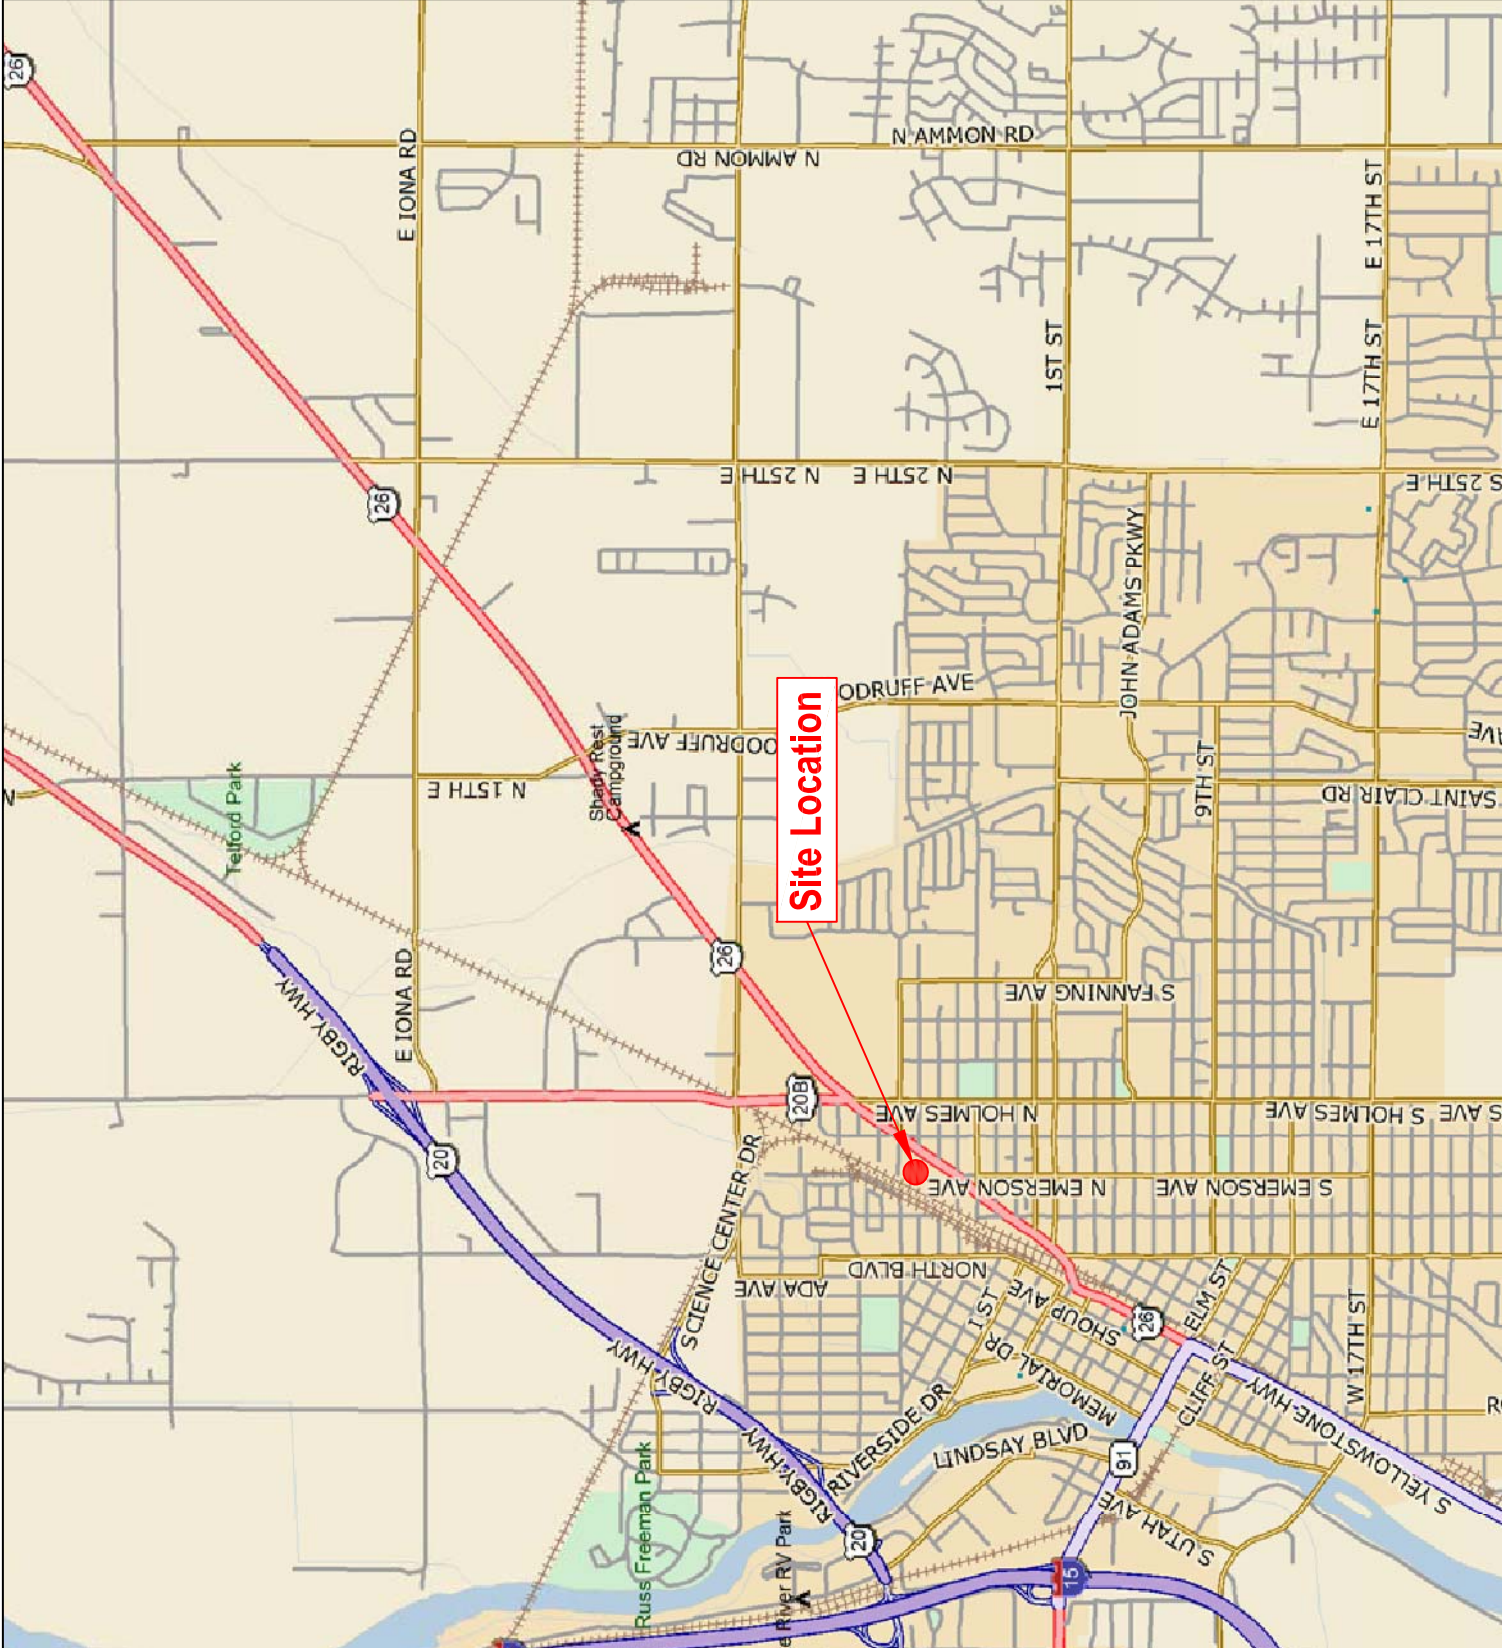 26
E IONA RD
N AMMON RD
N AMMON RD
E 17TH ST
E 17TH ST
1ST ST
N 25TH E
N 25TH E
S 25TH E
26
JOHN ADAMS PKWY
ODRUFF AVE
OODRUFF AVE
Shady Rest
Campground
N 15TH E
Telford Park
N
9TH ST
SAINT CLAIR RD
AVE
Site Location
26
S FANNING AVE
E IONA RD
RIGBY HWY
20B
N HOLMES AVE
S HOLMES AVE
S
AVE
20
SCIENCE CENTER DR
N EMERSON AVE
S EMERSON AVE
NORTH BLVD
ADA AVE
I ST
SHOUP AVE
ELM ST
26
MEMORIAL DR
CLIFF ST
W 17TH ST
RIGBY HWY
RIGBY HWY
RIVERSIDE DR
LINDSAY BLVD
91
S YELLOWSTONE HWY
S UTAH AVE
Russ Freeman Park
e River RV Park
20
15